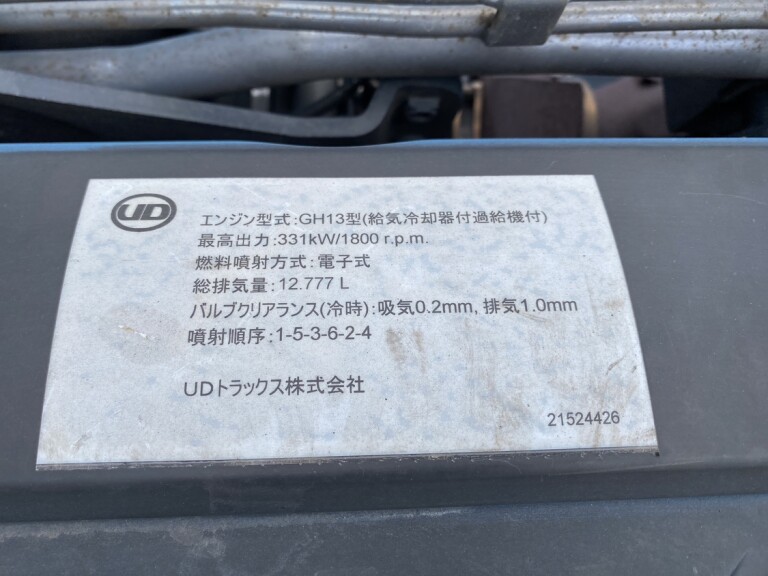 UD
エンジン型式:GH13型(給気冷却器付過給機付)
最高出力:331kW/1800 r.p.m.
燃料噴射方式:電子式
総排気量:12.777 L
バルブクリアランス(冷時):吸気0.2mm, 排気1.0mm
噴射順序:1-5-3-6-2-4
UDトラックス株式会社
21524426